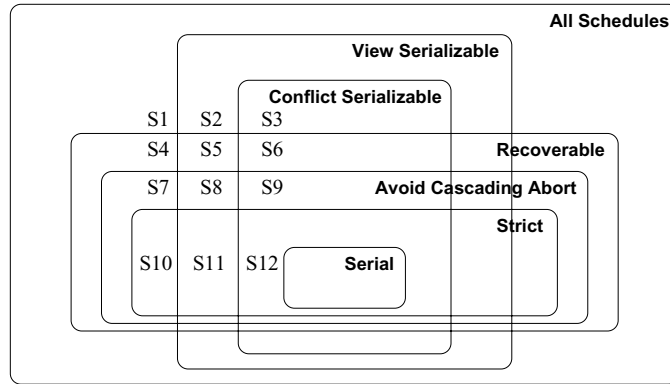 All Schedules
View Serializable
Conflict Serializable
S1 S2 S3
S4 S5 S6 Recoverable
S7 S8 S9 Avoid Cascading Abort
Strict
S10 S11 S12 Serial